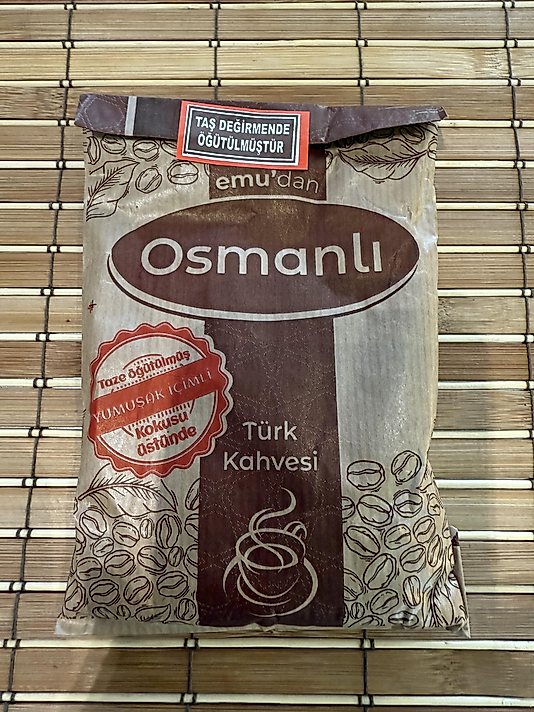 TAŞ DEĞİRMENDE
ÖĞÜTÜLMÜŞTÜR
emu'dan
Osmanlı
Taze öğütülmüş
YUMUŞAK İÇİMLİ
Kokusu
üstünde
Türk
Kahvesi